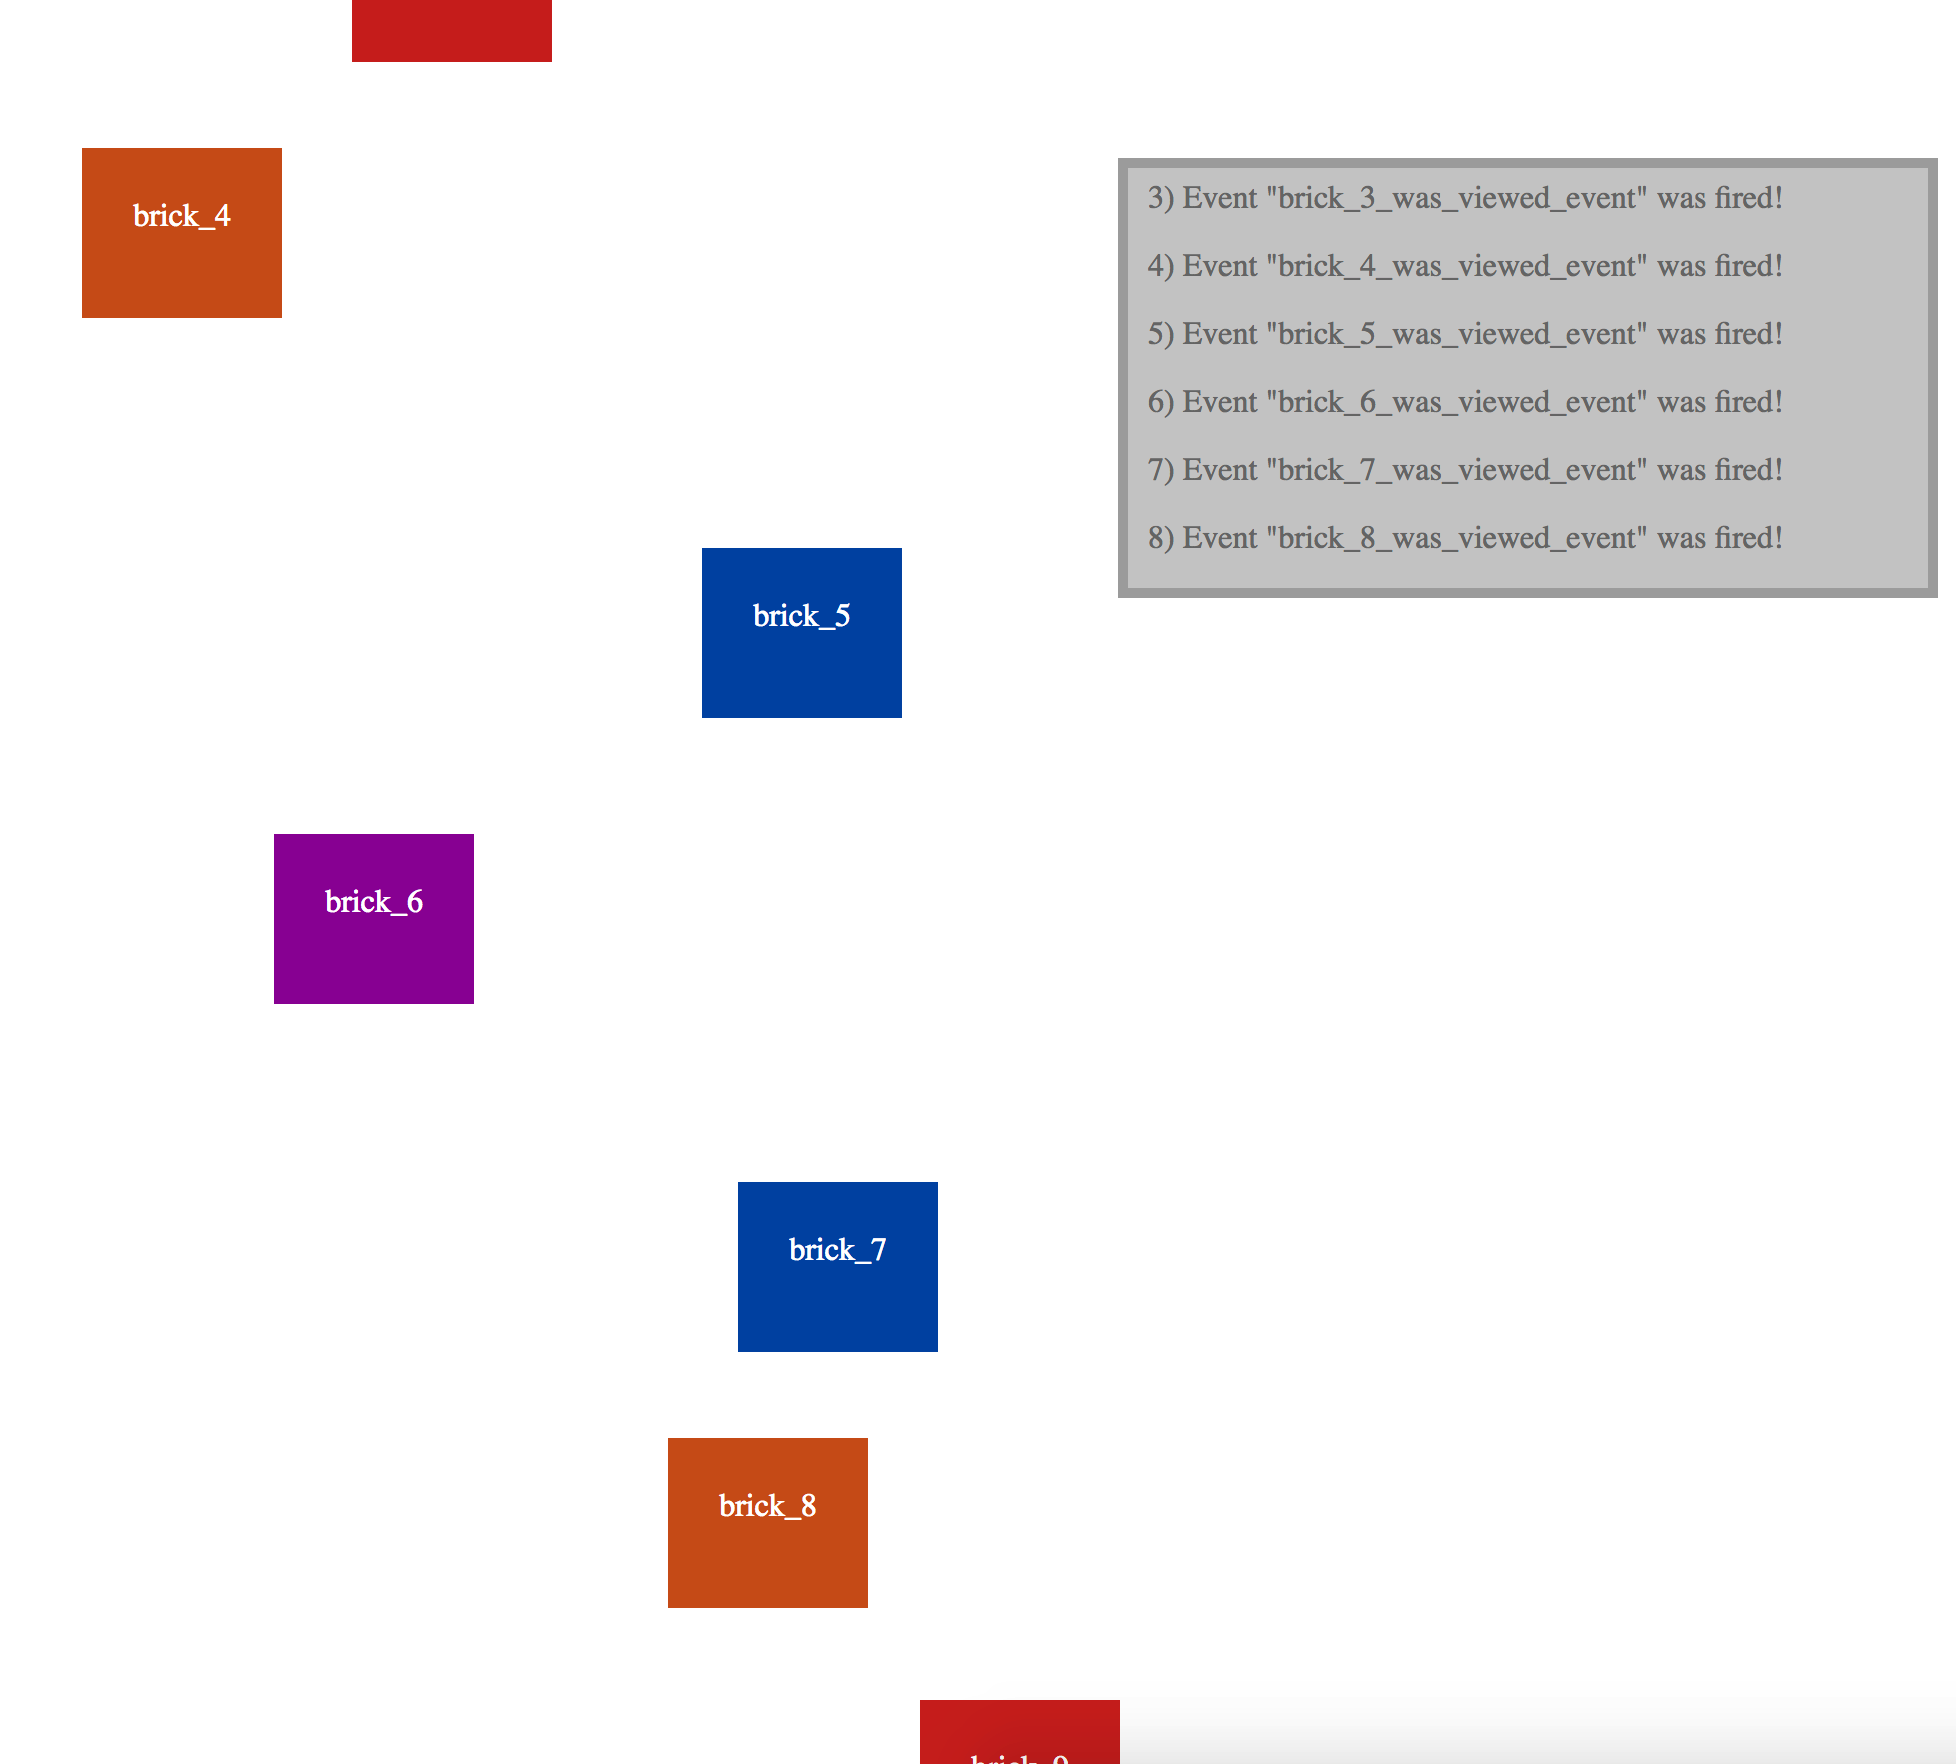 brick_4
3) Event "brick_3_was_viewed_event" was fired!
4) Event "brick_4_was_viewed_event" was fired!
5) Event "brick_5_was_viewed_event" was fired!
6) Event "brick_6_was_viewed_event" was fired!
7) Event "brick_7_was_viewed_event" was fired!
8) Event "brick_8_was_viewed_event" was fired!
brick_5
brick_6
brick_7
brick_8